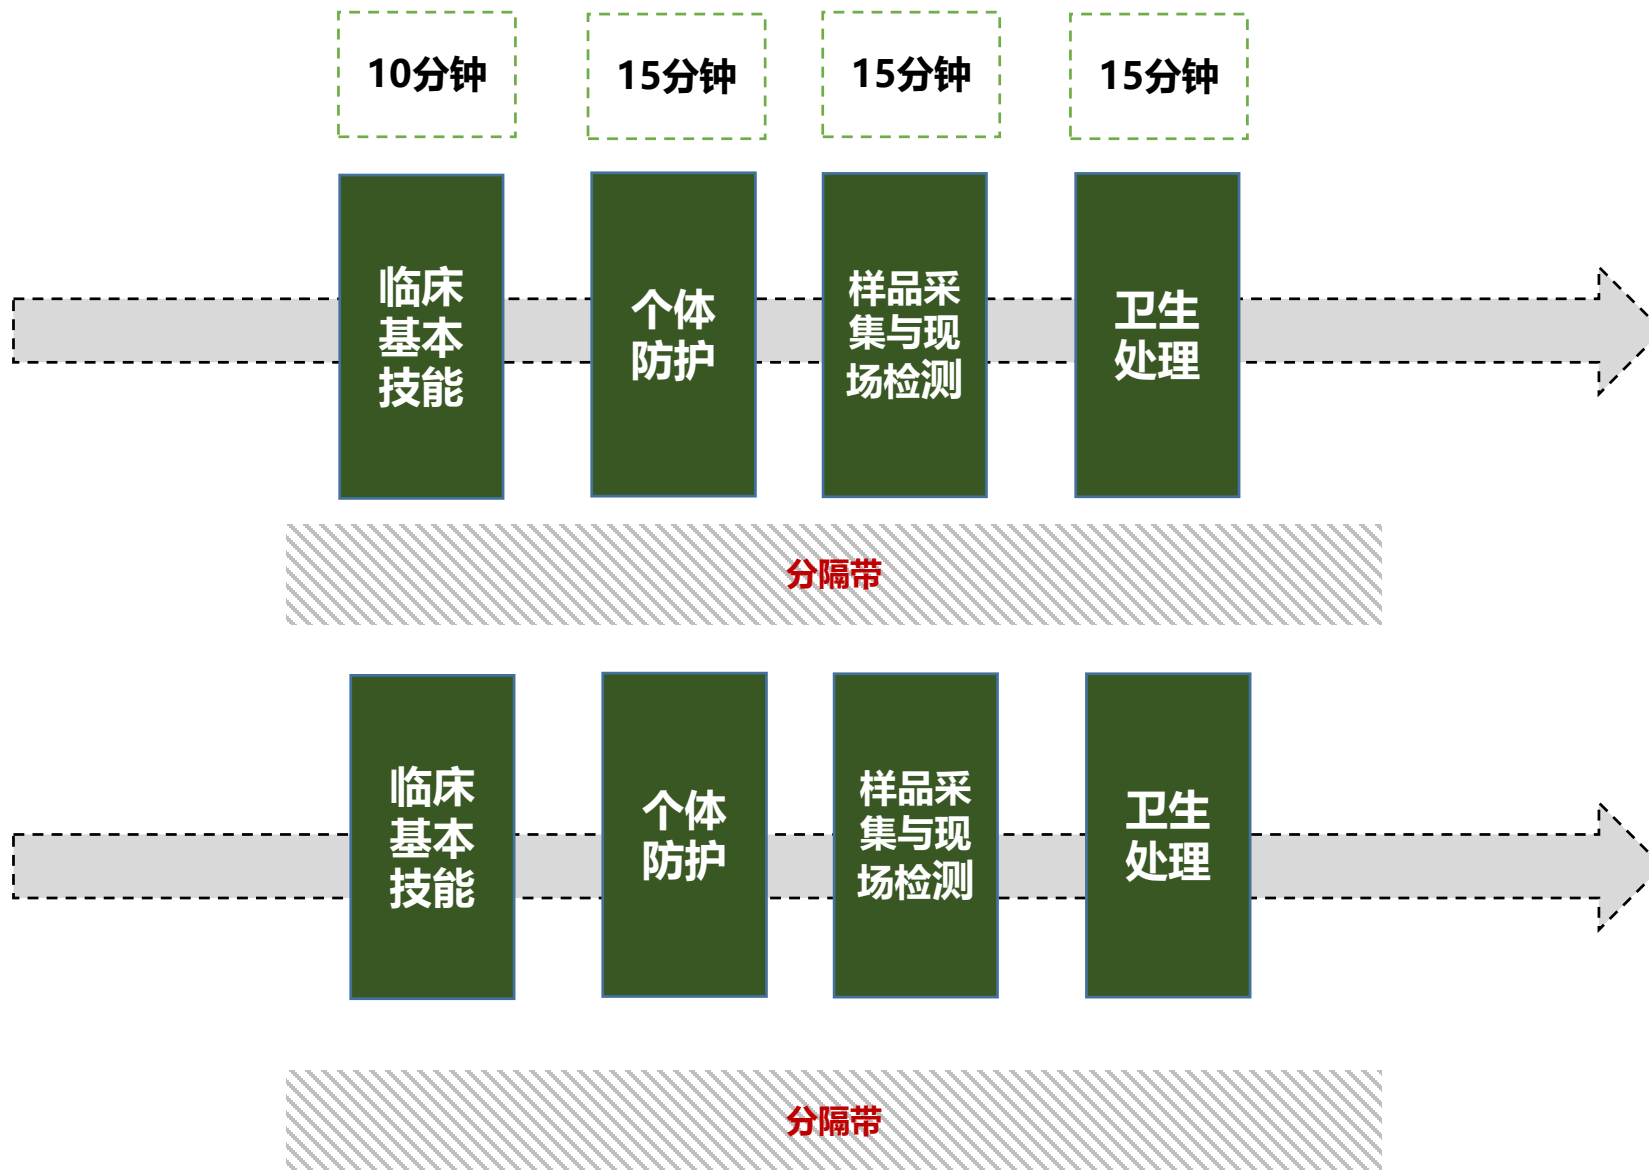 10分钟
15分钟
15分钟
15分钟
临床
基本
技能
个体
防护
样品采
集与现
场检测
卫生
处理
分隔带
临床
基本
技能
个体
防护
样品采
集与现
场检测
卫生
处理
分隔带